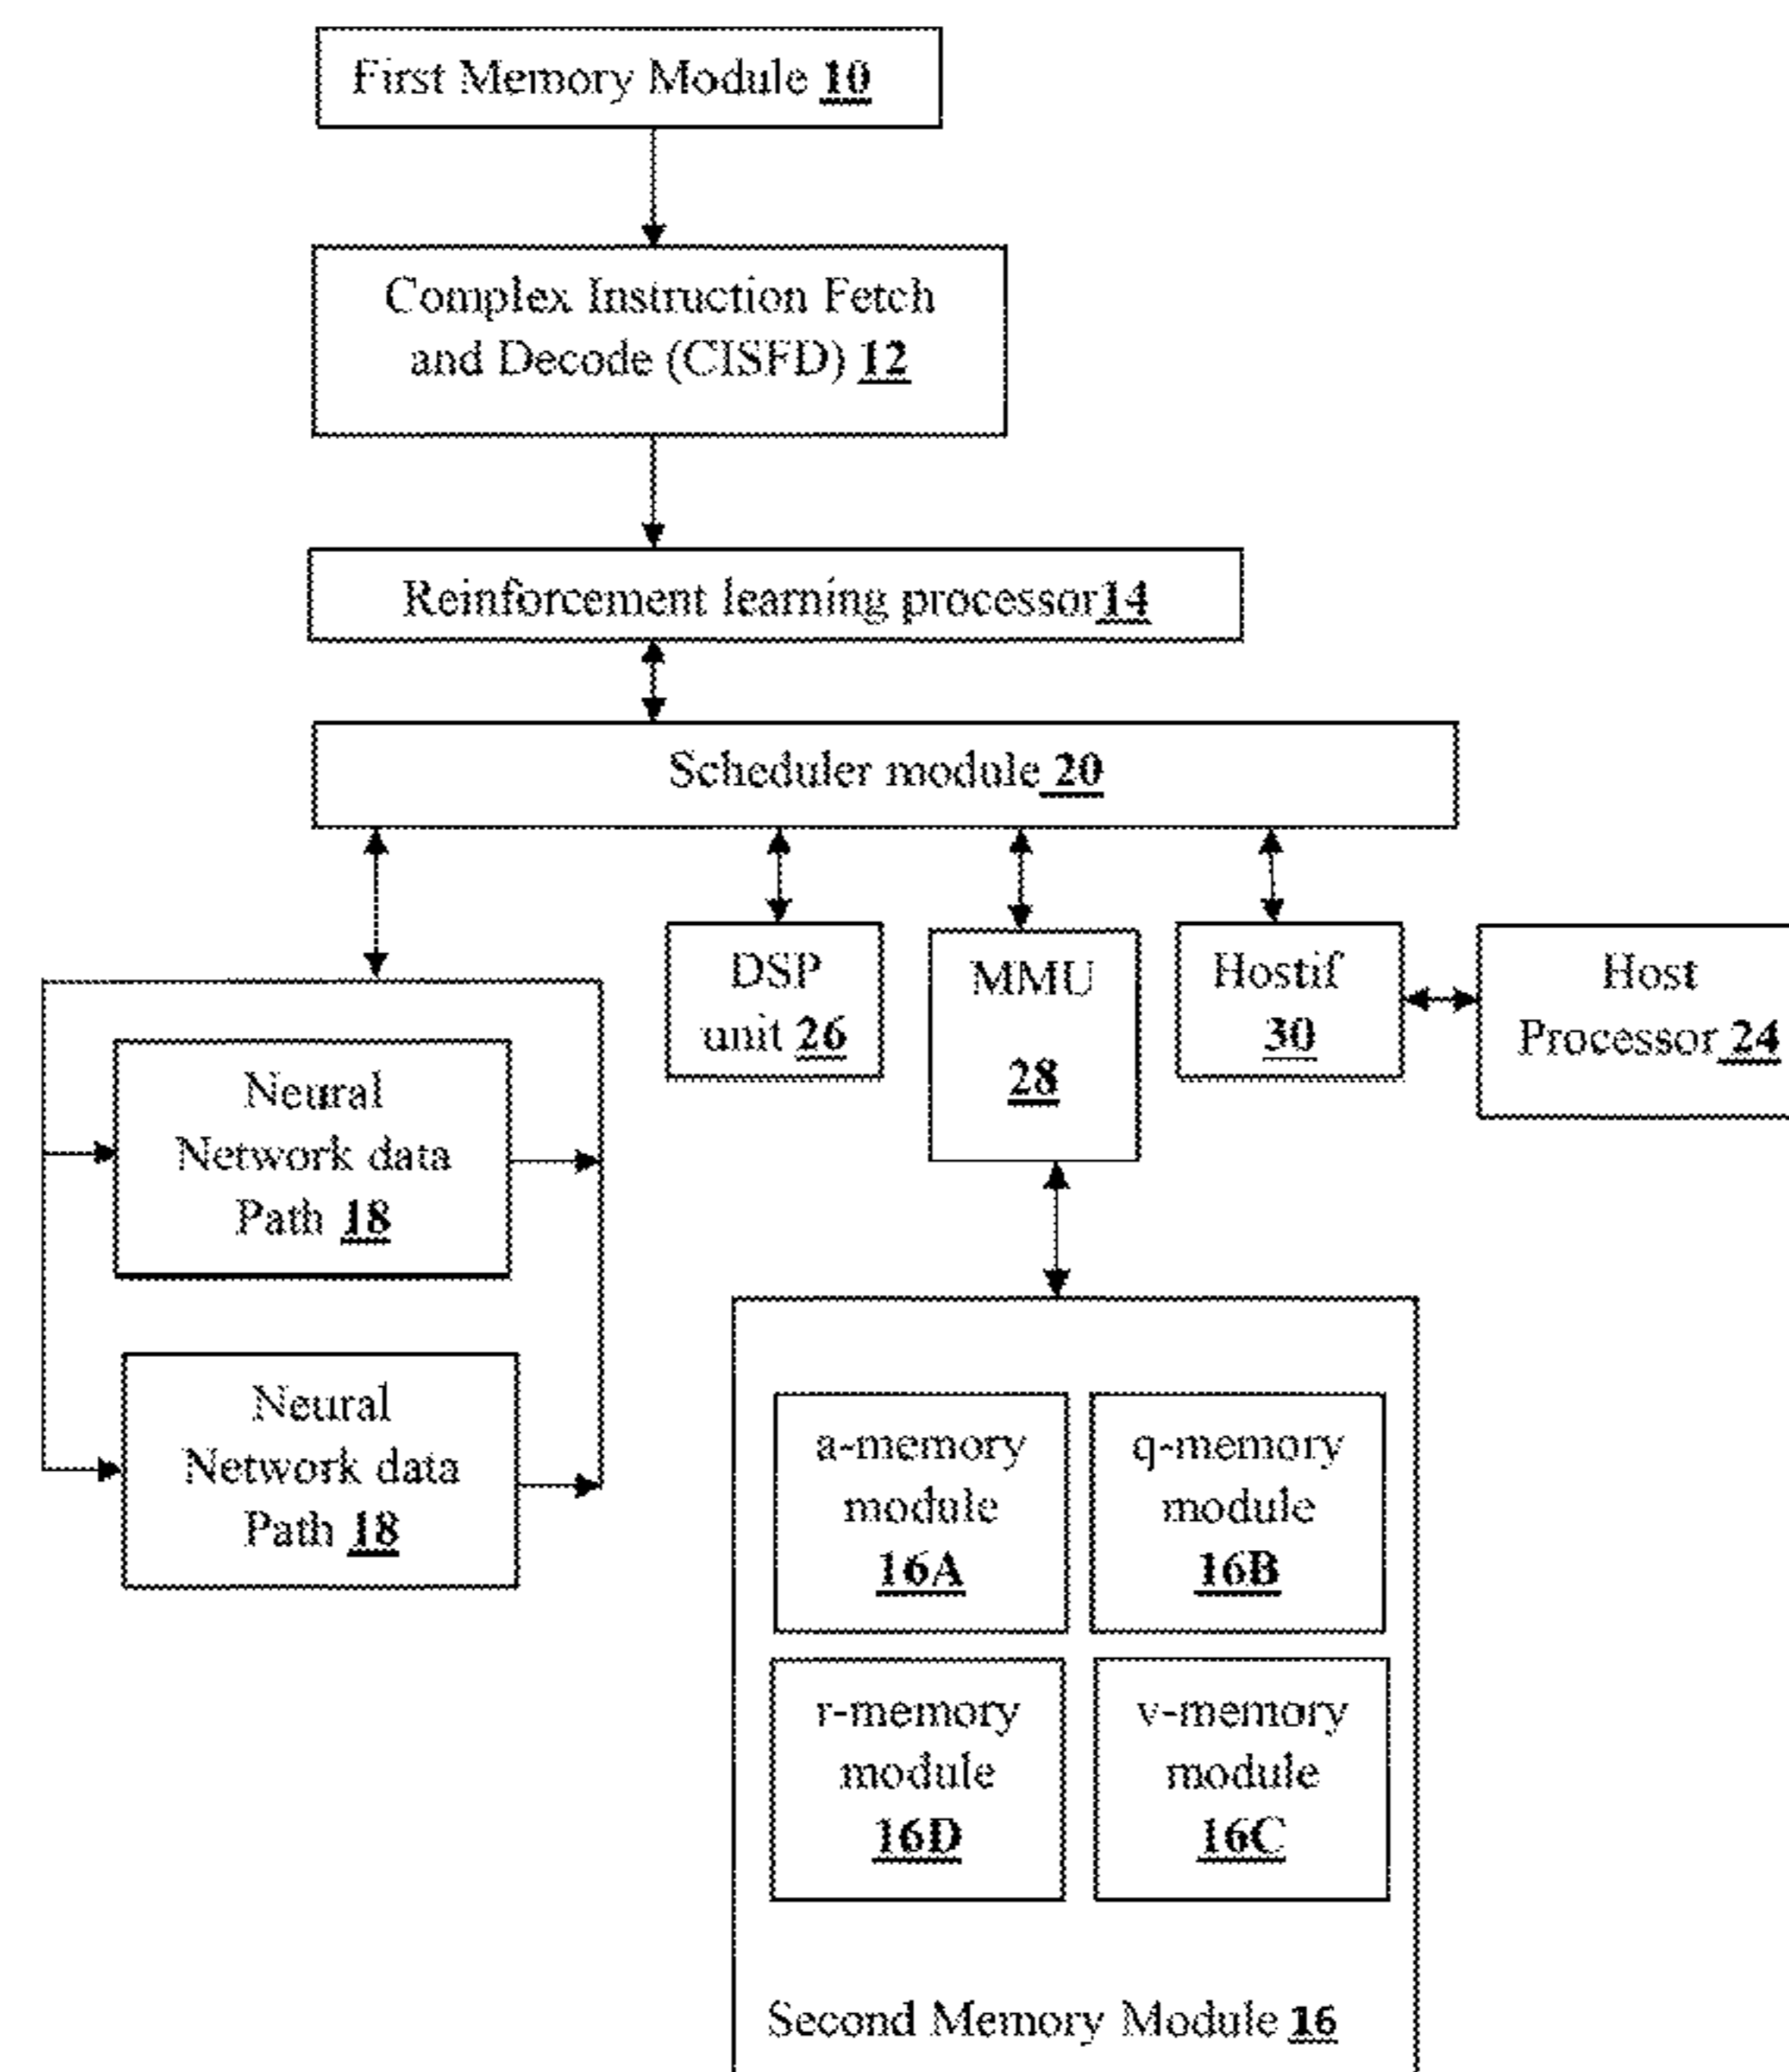 First Memory Module 10
Complex Instruction Fetch
and Decode (CISFD) 12
Reinforcement learning processor14
Scheduler module 20
DSP
unit 26
MMU
28
Hostif
30
Host
Processor 24
Neural
Network data
Path 18
Neural
Network data
Path 18
a-memory
module
16A
q-memory
module
16B
r-memory
module
16D
v-memory
module
16C
Second Memory Module 16